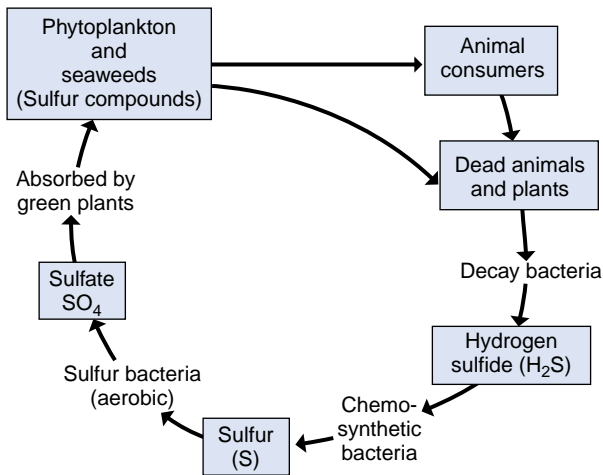 Phytoplankton
and
seaweeds
(Sulfur compounds)
Animal
consumers
Dead animals
and plants
Decay bacteria
Hydrogen
sulfide (H₂S)
Chemo-
synthetic
bacteria
Sulfur
(S)
Sulfur bacteria
(aerobic)
Sulfate
SO₄
Absorbed by
green plants